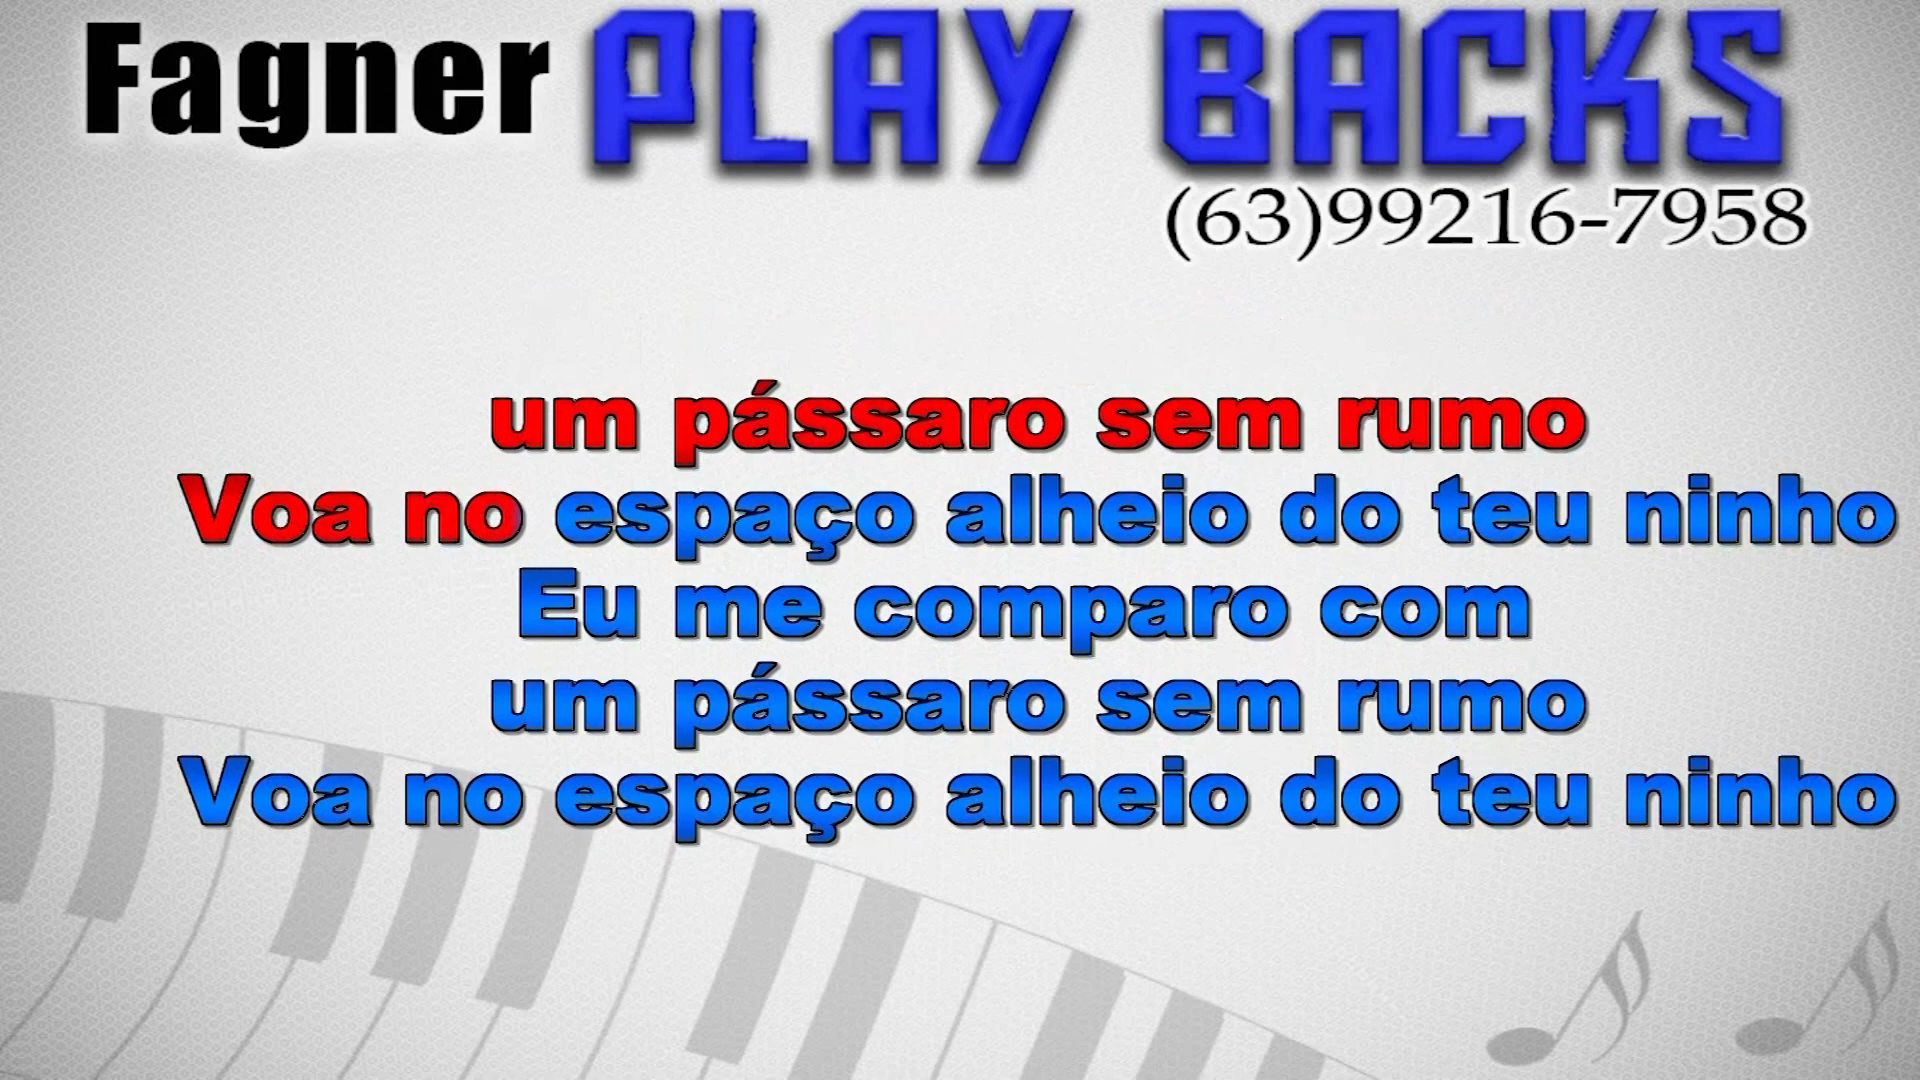 Fagner PLAY BACKS
(63)99216-7958
um pássaro sem rumo
Voa no espaço alheio do teu ninho
Eu me comparo com
um pássaro sem rumo
Voa no espaço alheio do teu ninho